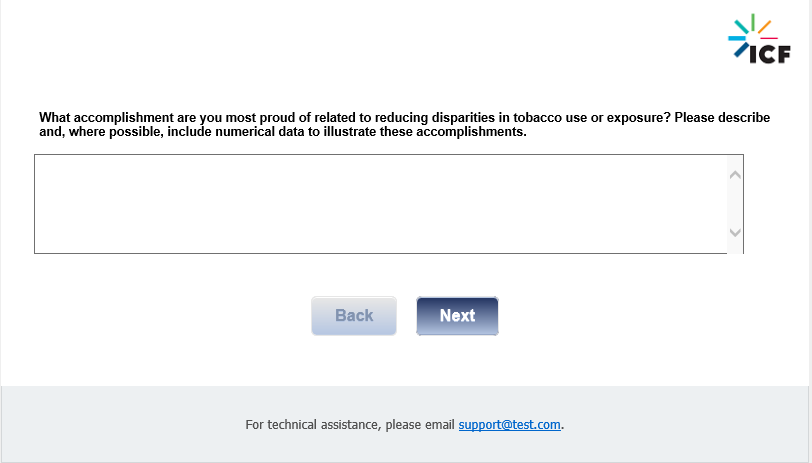 ICF
What accomplishment are you most proud of related to reducing disparities in tobacco use or exposure? Please describe
and, where possible, include numerical data to illustrate these accomplishments.
Back
Next
For technical assistance, please email support@test.com.